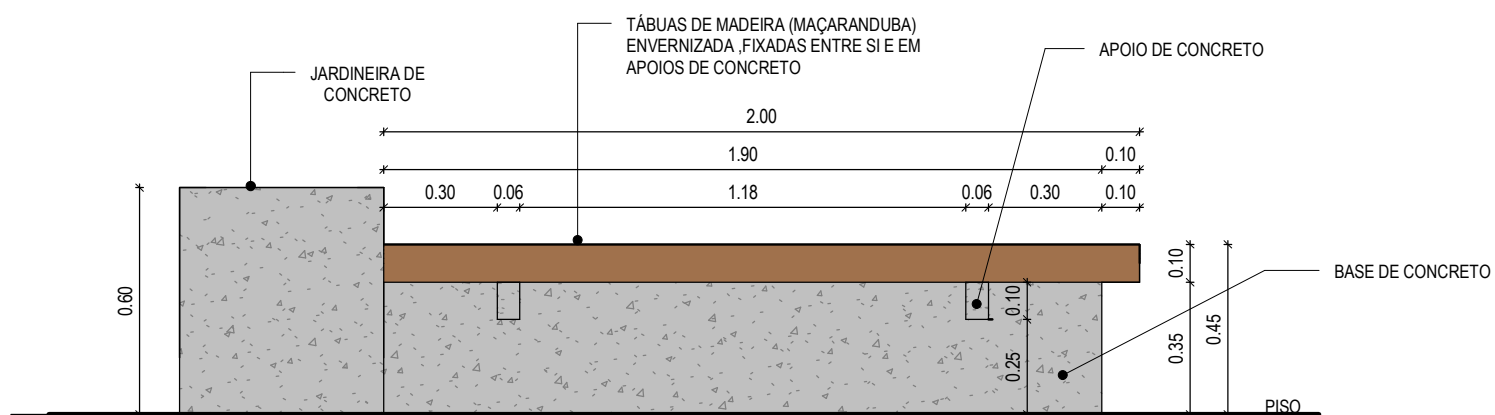 TÁBUAS DE MADEIRA (MAÇARANDUBA)
ENVERNIZADA ,FIXADAS ENTRE SI E EM
APOIOS DE CONCRETO
APOIO DE CONCRETO
JARDINEIRA DE
CONCRETO
2.00
1.90 0.10
0.30 0.06 1.18 0.06 0.30 0.10
0.60
0.10
0.25
0.10
0.35
0.45
BASE DE CONCRETO
PISO